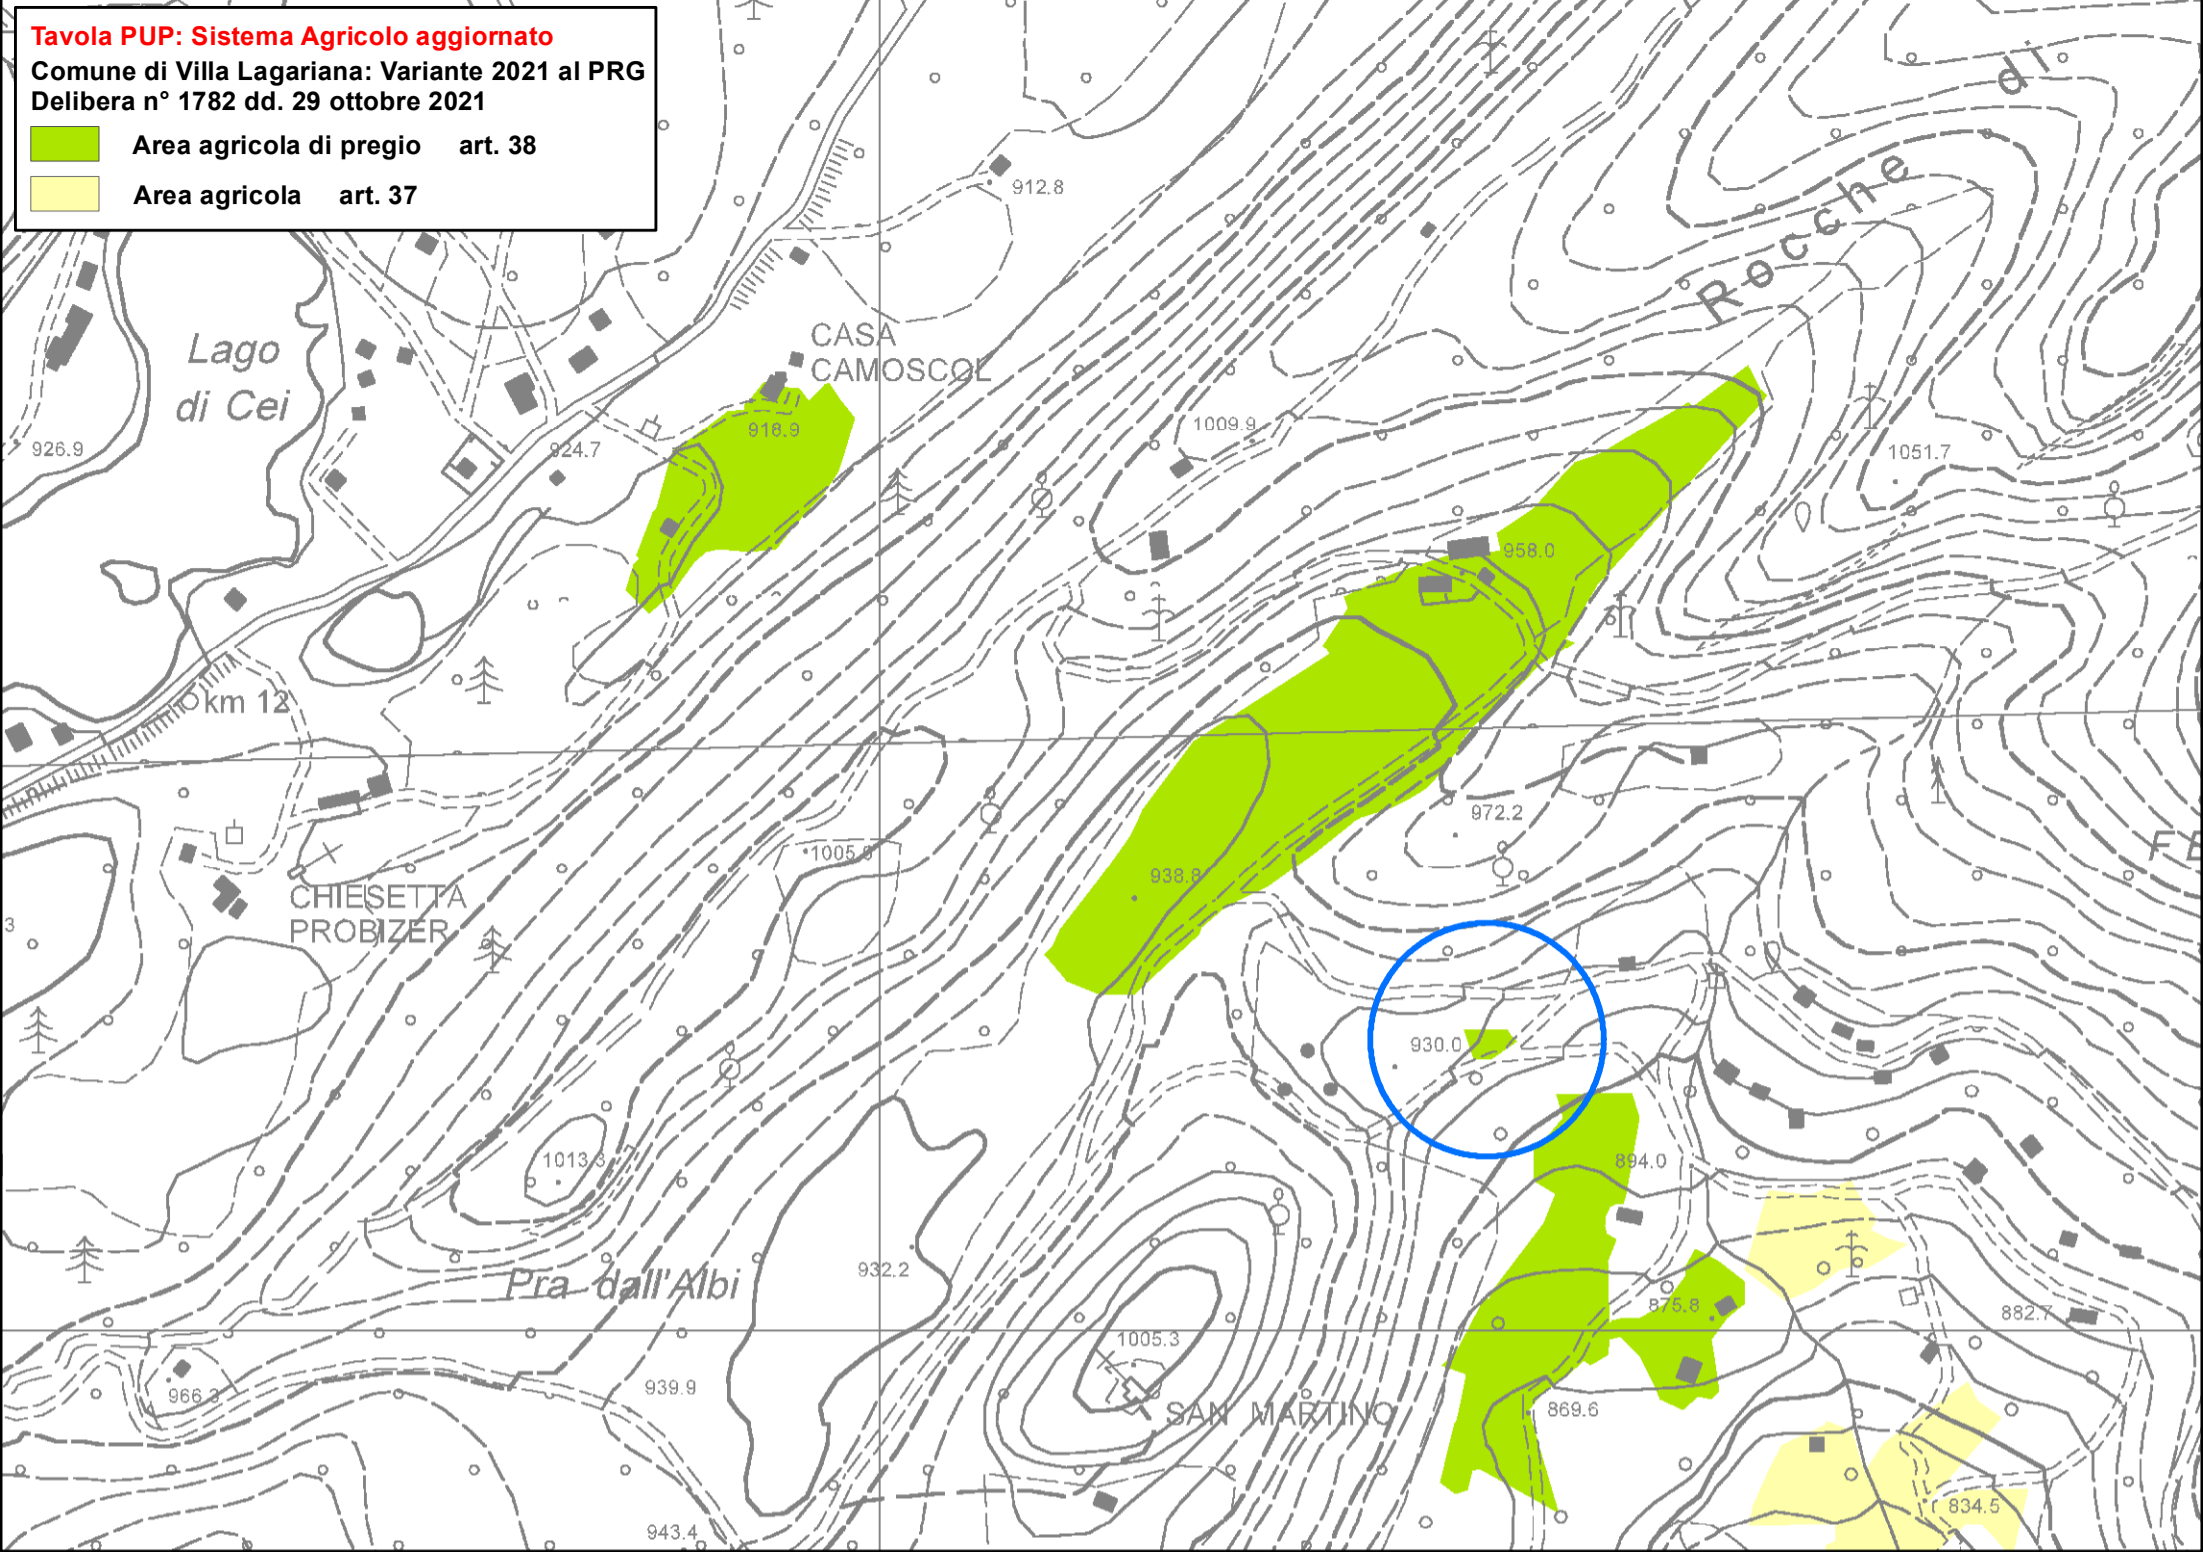 Tavola PUP: Sistema Agricolo aggiornato
Comune di Villa Lagariana: Variante 2021 al PRG
Delibera n° 1782 dd. 29 ottobre 2021
Area agricola di pregio art. 38
Area agricola art. 37
di
Rocche
912.8
Lago
di Cei
CASA
CAMOSCOL
918.9
926.9
924.7
1009.9
1051.7
958.0
km 12
972.2
1005.9
938.8
CHIESETTA
PROBIZER
3
930.0
1013.3
894.0
932.2
Pra dall'Albi
875.8
882.7
1005.3
966.3
939.9
SAN MARTINO
869.6
834.5
943.4